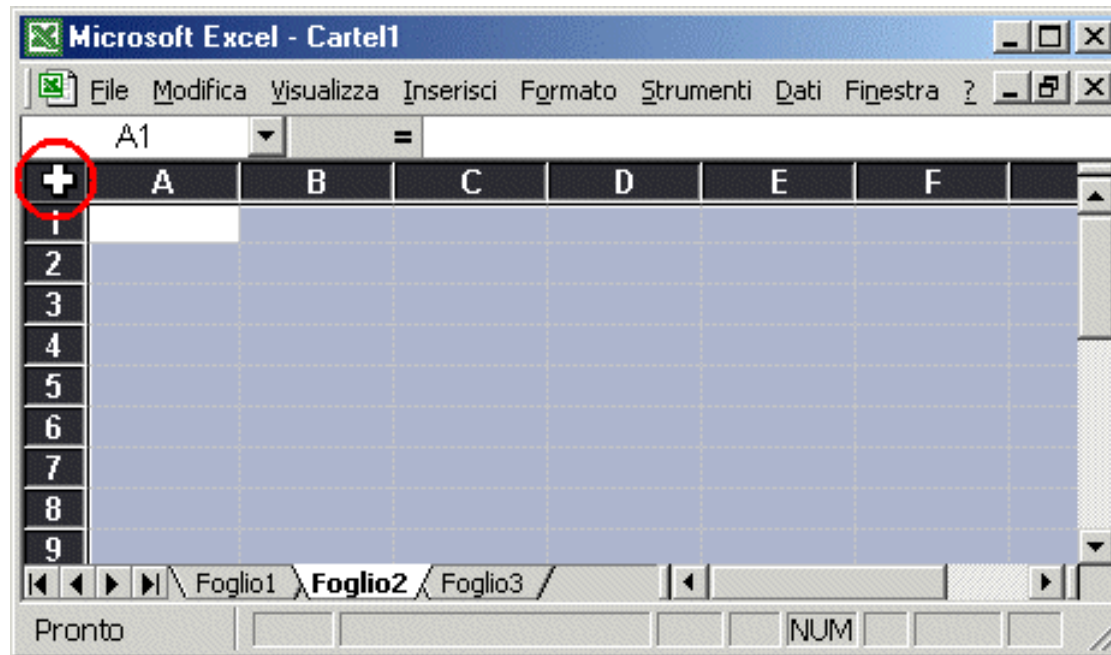 Microsoft Excel - Cartel1
File Modifica Visualizza Inserisci Formato Strumenti Dati Finestra ?
A1 =
A B C D E F
1
2
3
4
5
6
7
8
9
Foglio1 Foglio2 Foglio3
Pronto NUM